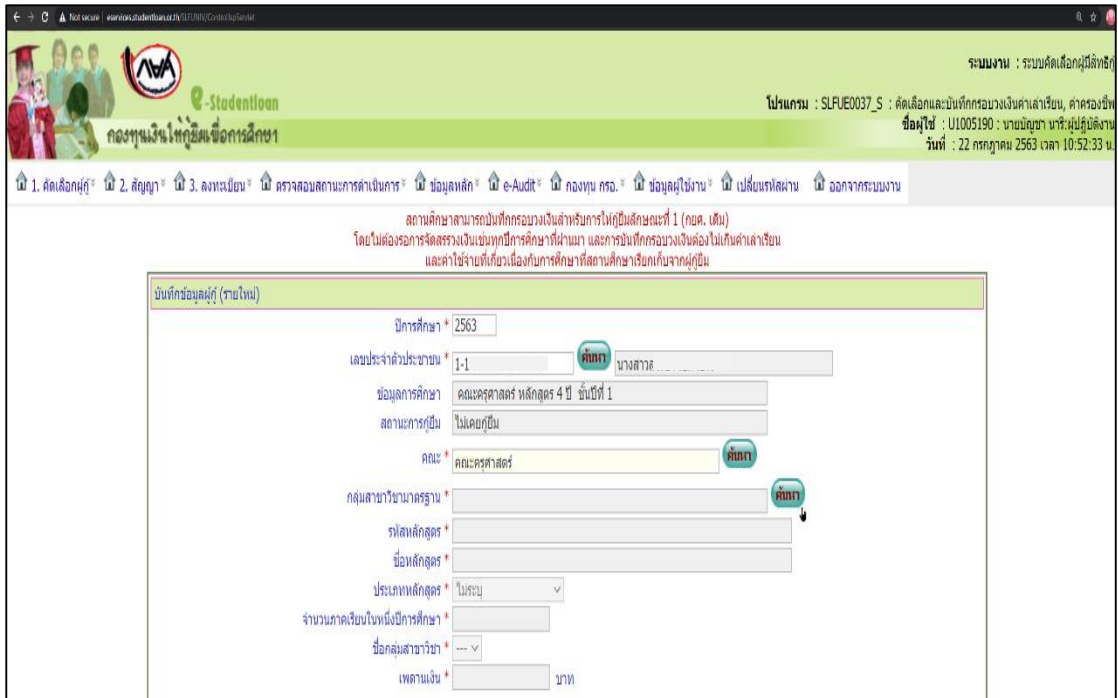 Not secure | eservices.studentloan.or.th/SLFUNIV/ControlJspServlet
ระบบงาน : ระบบคัดเลือกผู้มีสิทธิกู้
e-Studentloan
โปรแกรม : SLFUE0037_S : คัดเลือกและบันทึกกรอบวงเงินค่าเล่าเรียน, ค่าครองชีพ
กองทุนเงินให้กู้ยืมเพื่อการศึกษา
ชื่อผู้ใช้ : U1005190 : นายบัญชา นาริ:ผู้ปฏิบัติงาน
วันที่ : 22 กรกฎาคม 2563 เวลา 10:52:33 น.
1. คัดเลือกผู้กู้ 2. สัญญา 3. ลงทะเบียน ตรวจสอบสถานะการดำเนินการ ข้อมูลหลัก e-Audit กองทุน กรอ. ข้อมูลผู้ใช้งาน เปลี่ยนรหัสผ่าน ออกจากระบบงาน
สถานศึกษาสามารถบันทึกกรอบวงเงินสำหรับการให้กู้ยืมลักษณะที่ 1 (กยศ. เดิม)
โดยไม่ต้องรอการจัดสรรวงเงินเช่นทุกปีการศึกษาที่ผ่านมา และการบันทึกกรอบวงเงินต้องไม่เกินค่าเล่าเรียน
และค่าใช้จ่ายที่เกี่ยวเนื่องกับการศึกษาที่สถานศึกษาเรียกเก็บจากผู้กู้ยืม
บันทึกข้อมูลผู้กู้ (รายใหม่)
ปีการศึกษา * 2563
เลขประจำตัวประชาชน * 1-1 ค้นหา นางสาว
ข้อมูลการศึกษา คณะครุศาสตร์ หลักสูตร 4 ปี ชั้นปีที่ 1
สถานะการกู้ยืม ไม่เคยกู้ยืม
คณะ * คณะครุศาสตร์ ค้นหา
กลุ่มสาขาวิชามาตรฐาน * ค้นหา
รหัสหลักสูตร *
ชื่อหลักสูตร *
ประเภทหลักสูตร * ไม่ระบุ
จำนวนภาคเรียนในหนึ่งปีการศึกษา *
ชื่อกลุ่มสาขาวิชา * ---
เพดานเงิน * บาท